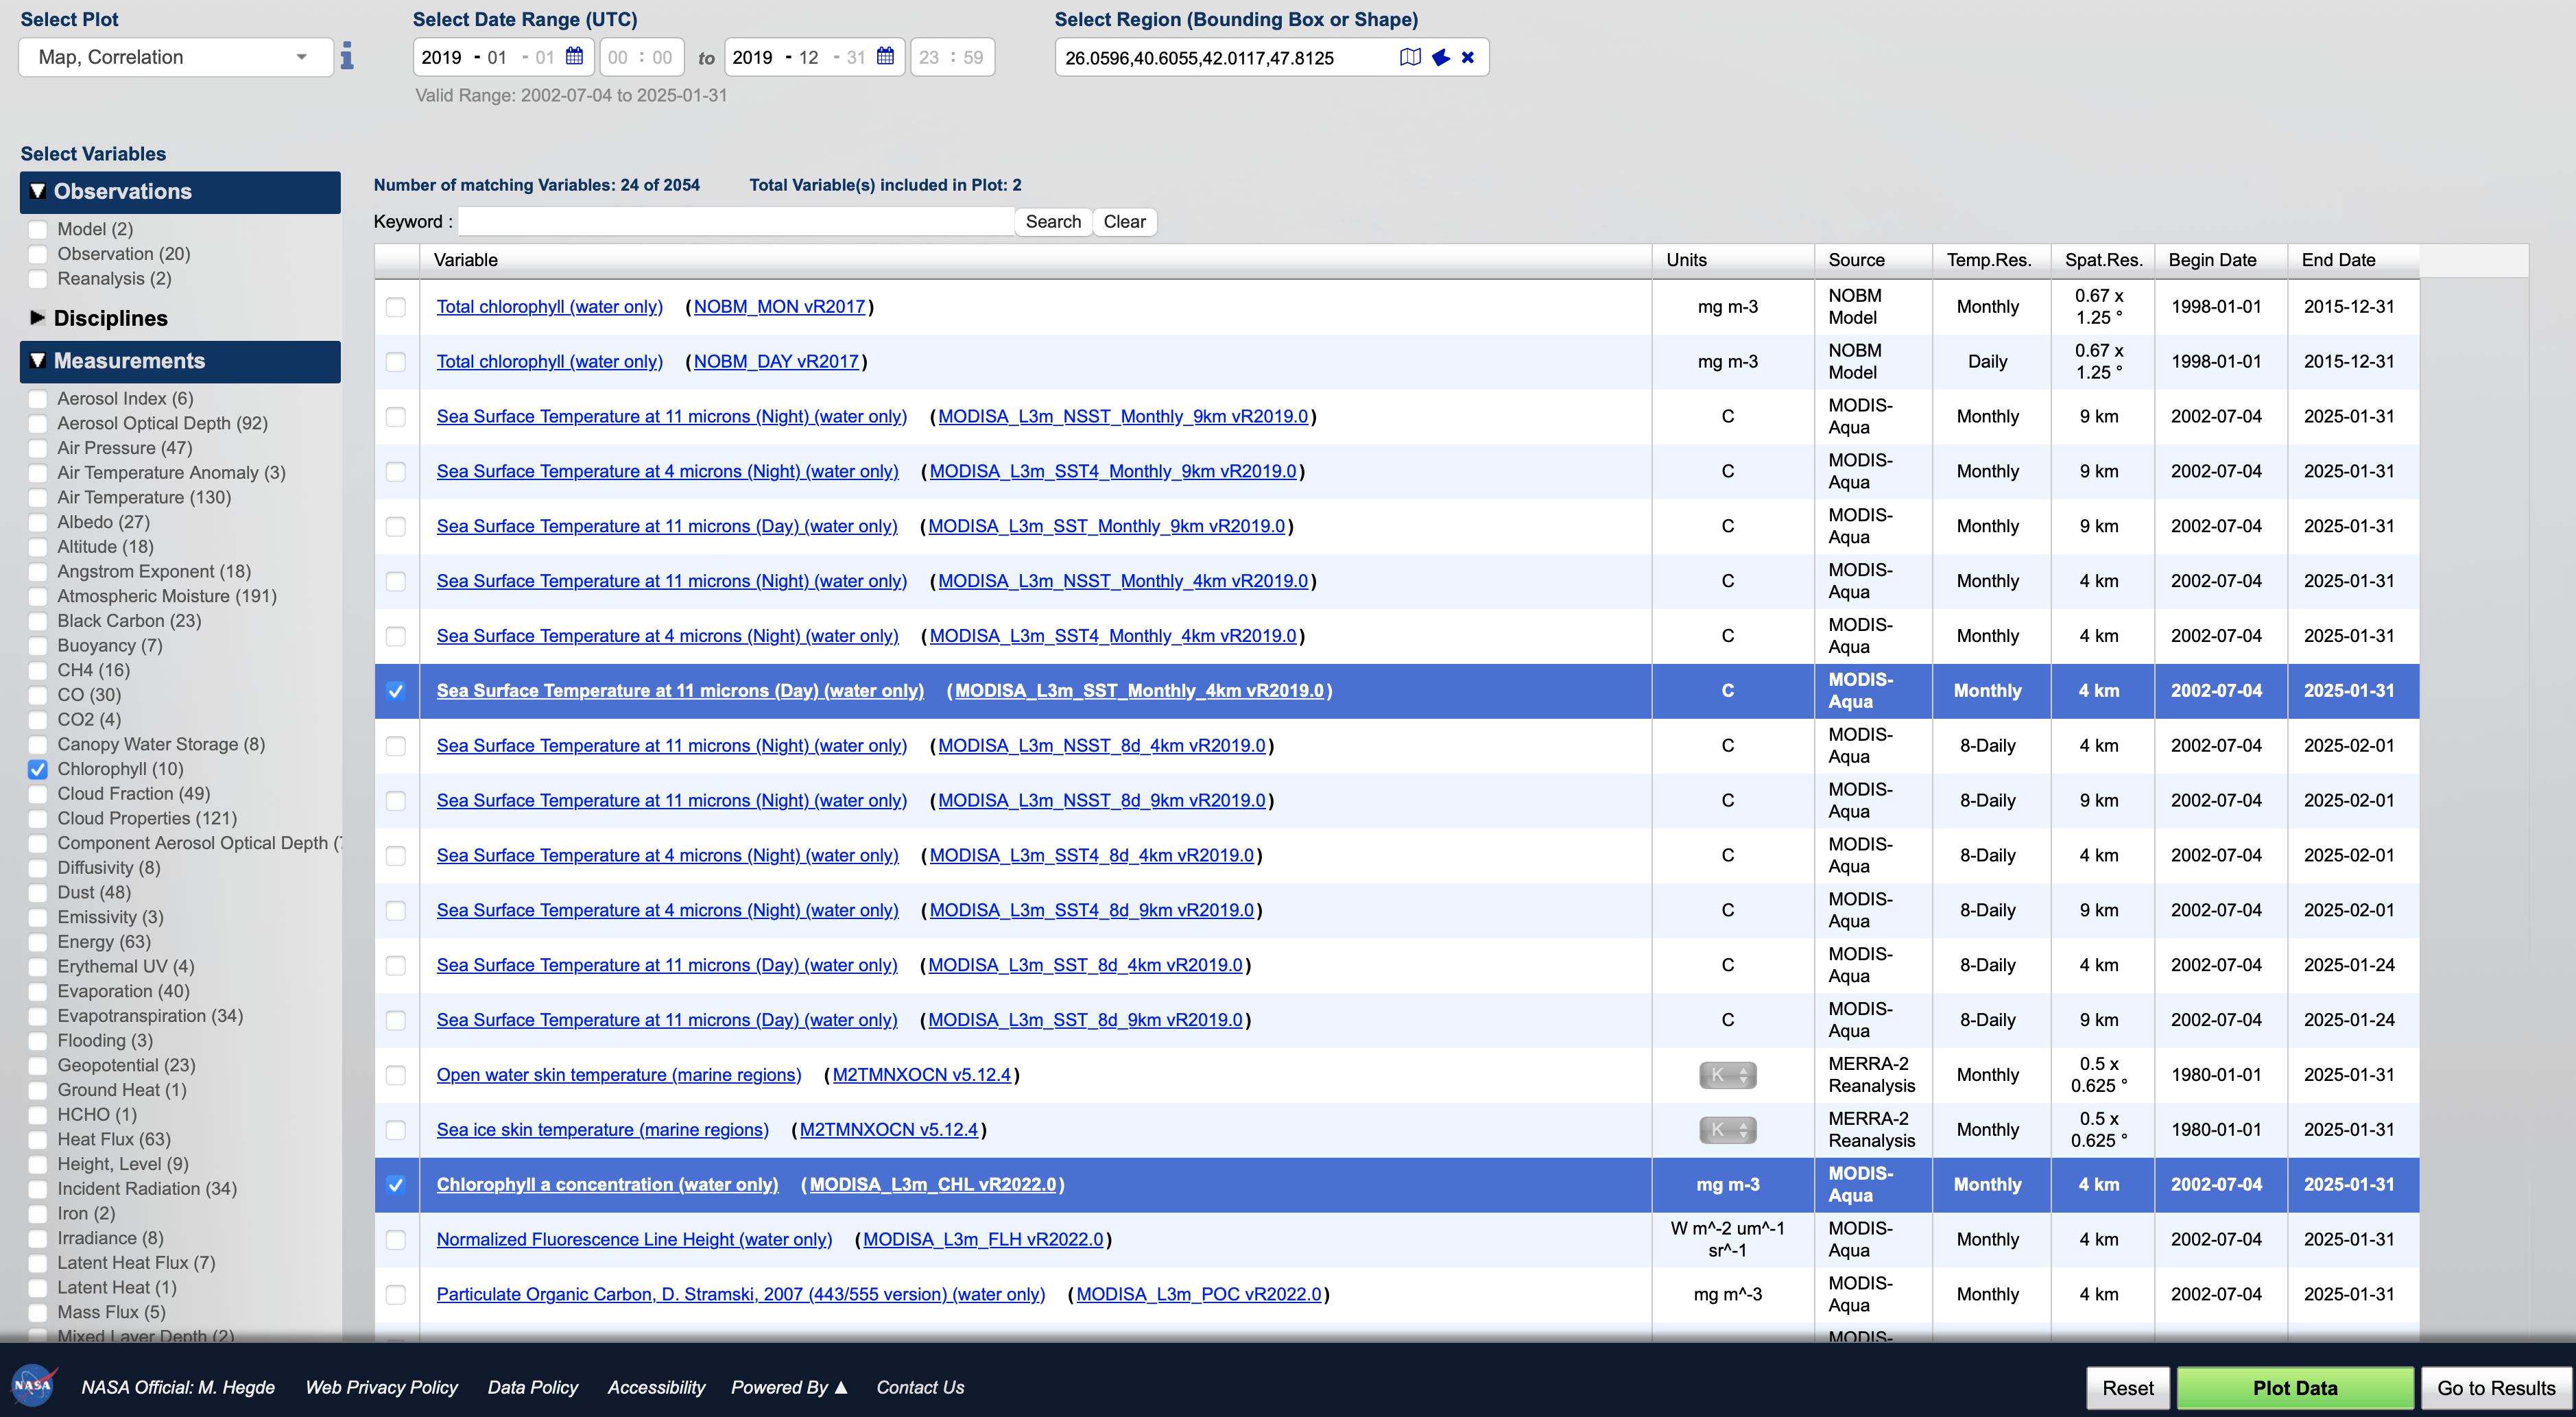 Select Plot
Map, Correlation
Select Date Range (UTC)
2019 - 01 - 01 00 : 00 to 2019 - 12 - 31 23 : 59
Valid Range: 2002-07-04 to 2025-01-31
Select Region (Bounding Box or Shape)
26.0596,40.6055,42.0117,47.8125
Select Variables
Observations
Model (2)
Observation (20)
Reanalysis (2)
Disciplines
Measurements
Aerosol Index (6)
Aerosol Optical Depth (92)
Air Pressure (47)
Air Temperature Anomaly (3)
Air Temperature (130)
Albedo (27)
Altitude (18)
Angstrom Exponent (18)
Atmospheric Moisture (191)
Black Carbon (23)
Buoyancy (7)
CH4 (16)
CO (30)
CO2 (4)
Canopy Water Storage (8)
Chlorophyll (10)
Cloud Fraction (49)
Cloud Properties (121)
Component Aerosol Optical Depth (
Diffusivity (8)
Dust (48)
Emissivity (3)
Energy (63)
Erythemal UV (4)
Evaporation (40)
Evapotranspiration (34)
Flooding (3)
Geopotential (23)
Ground Heat (1)
HCHO (1)
Heat Flux (63)
Height, Level (9)
Incident Radiation (34)
Iron (2)
Irradiance (8)
Latent Heat Flux (7)
Latent Heat (1)
Mass Flux (5)
Mixed Layer Depth (2)
Number of matching Variables: 24 of 2054 Total Variable(s) included in Plot: 2
Keyword : Search Clear
Variable Units Source Temp.Res. Spat.Res. Begin Date End Date
Total chlorophyll (water only) (NOBM_MON vR2017) mg m-3 NOBM Model Monthly 0.67 x 1.25 ° 1998-01-01 2015-12-31
Total chlorophyll (water only) (NOBM_DAY vR2017) mg m-3 NOBM Model Daily 0.67 x 1.25 ° 1998-01-01 2015-12-31
Sea Surface Temperature at 11 microns (Night) (water only) (MODISA_L3m_NSST_Monthly_9km vR2019.0) C MODIS-Aqua Monthly 9 km 2002-07-04 2025-01-31
Sea Surface Temperature at 4 microns (Night) (water only) (MODISA_L3m_SST4_Monthly_9km vR2019.0) C MODIS-Aqua Monthly 9 km 2002-07-04 2025-01-31
Sea Surface Temperature at 11 microns (Day) (water only) (MODISA_L3m_SST_Monthly_9km vR2019.0) C MODIS-Aqua Monthly 9 km 2002-07-04 2025-01-31
Sea Surface Temperature at 11 microns (Night) (water only) (MODISA_L3m_NSST_Monthly_4km vR2019.0) C MODIS-Aqua Monthly 4 km 2002-07-04 2025-01-31
Sea Surface Temperature at 4 microns (Night) (water only) (MODISA_L3m_SST4_Monthly_4km vR2019.0) C MODIS-Aqua Monthly 4 km 2002-07-04 2025-01-31
Sea Surface Temperature at 11 microns (Day) (water only) (MODISA_L3m_SST_Monthly_4km vR2019.0) C MODIS-Aqua Monthly 4 km 2002-07-04 2025-01-31
Sea Surface Temperature at 11 microns (Night) (water only) (MODISA_L3m_NSST_8d_4km vR2019.0) C MODIS-Aqua 8-Daily 4 km 2002-07-04 2025-02-01
Sea Surface Temperature at 11 microns (Night) (water only) (MODISA_L3m_NSST_8d_9km vR2019.0) C MODIS-Aqua 8-Daily 9 km 2002-07-04 2025-02-01
Sea Surface Temperature at 4 microns (Night) (water only) (MODISA_L3m_SST4_8d_4km vR2019.0) C MODIS-Aqua 8-Daily 4 km 2002-07-04 2025-02-01
Sea Surface Temperature at 4 microns (Night) (water only) (MODISA_L3m_SST4_8d_9km vR2019.0) C MODIS-Aqua 8-Daily 9 km 2002-07-04 2025-02-01
Sea Surface Temperature at 11 microns (Day) (water only) (MODISA_L3m_SST_8d_4km vR2019.0) C MODIS-Aqua 8-Daily 4 km 2002-07-04 2025-01-24
Sea Surface Temperature at 11 microns (Day) (water only) (MODISA_L3m_SST_8d_9km vR2019.0) C MODIS-Aqua 8-Daily 9 km 2002-07-04 2025-01-24
Open water skin temperature (marine regions) (M2TMNXOCN v5.12.4) K MERRA-2 Reanalysis Monthly 0.5 x 0.625 ° 1980-01-01 2025-01-31
Sea ice skin temperature (marine regions) (M2TMNXOCN v5.12.4) K MERRA-2 Reanalysis Monthly 0.5 x 0.625 ° 1980-01-01 2025-01-31
Chlorophyll a concentration (water only) (MODISA_L3m_CHL vR2022.0) mg m-3 MODIS-Aqua Monthly 4 km 2002-07-04 2025-01-31
Normalized Fluorescence Line Height (water only) (MODISA_L3m_FLH vR2022.0) W m^-2 um^-1 sr^-1 MODIS-Aqua Monthly 4 km 2002-07-04 2025-01-31
Particulate Organic Carbon, D. Stramski, 2007 (443/555 version) (water only) (MODISA_L3m_POC vR2022.0) mg m^-3 MODIS-Aqua Monthly 4 km 2002-07-04 2025-01-31
MODIS-
NASA
NASA Official: M. Hegde Web Privacy Policy Data Policy Accessibility Powered By Contact Us
Reset Plot Data Go to Results